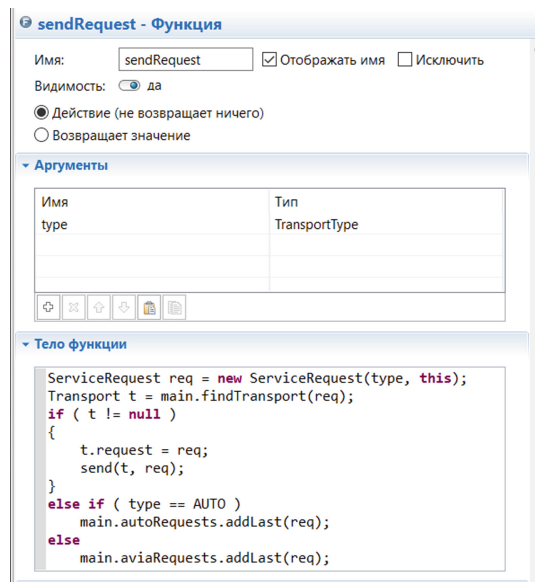 sendRequest - Функция
Имя: sendRequest Отображать имя Исключить
Видимость: да
Действие (не возвращает ничего)
Возвращает значение
Аргументы
Имя Тип
type TransportType
Тело функции
ServiceRequest req = new ServiceRequest(type, this);
Transport t = main.findTransport(req);
if ( t != null )
{
    t.request = req;
    send(t, req);
}
else if ( type == AUTO )
    main.autoRequests.addLast(req);
else
    main.aviaRequests.addLast(req);